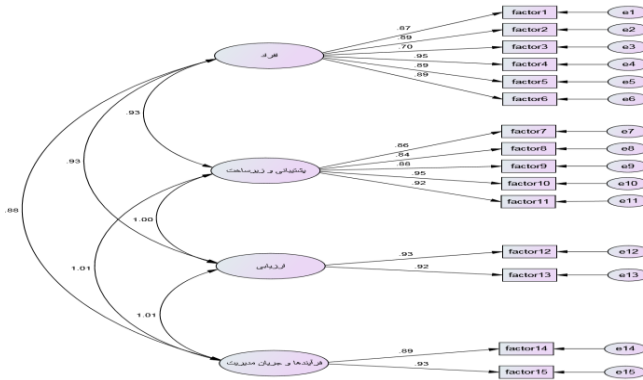 .87
factor1
e1
.89
factor2
e2
.70
factor3
e3
افراد
.95
factor4
e4
.89
factor5
e5
.89
factor6
e6
.93
.86
factor7
e7
.84
factor8
e8
.93
پشتیبانی و زیرساخت
.88
factor9
e9
.95
factor10
e10
.92
factor11
e11
.88
1.00
.93
factor12
e12
1.01
ارزیابی
.92
factor13
e13
1.01
.89
factor14
e14
فرآیندها و جریان مدیریت
.93
factor15
e15